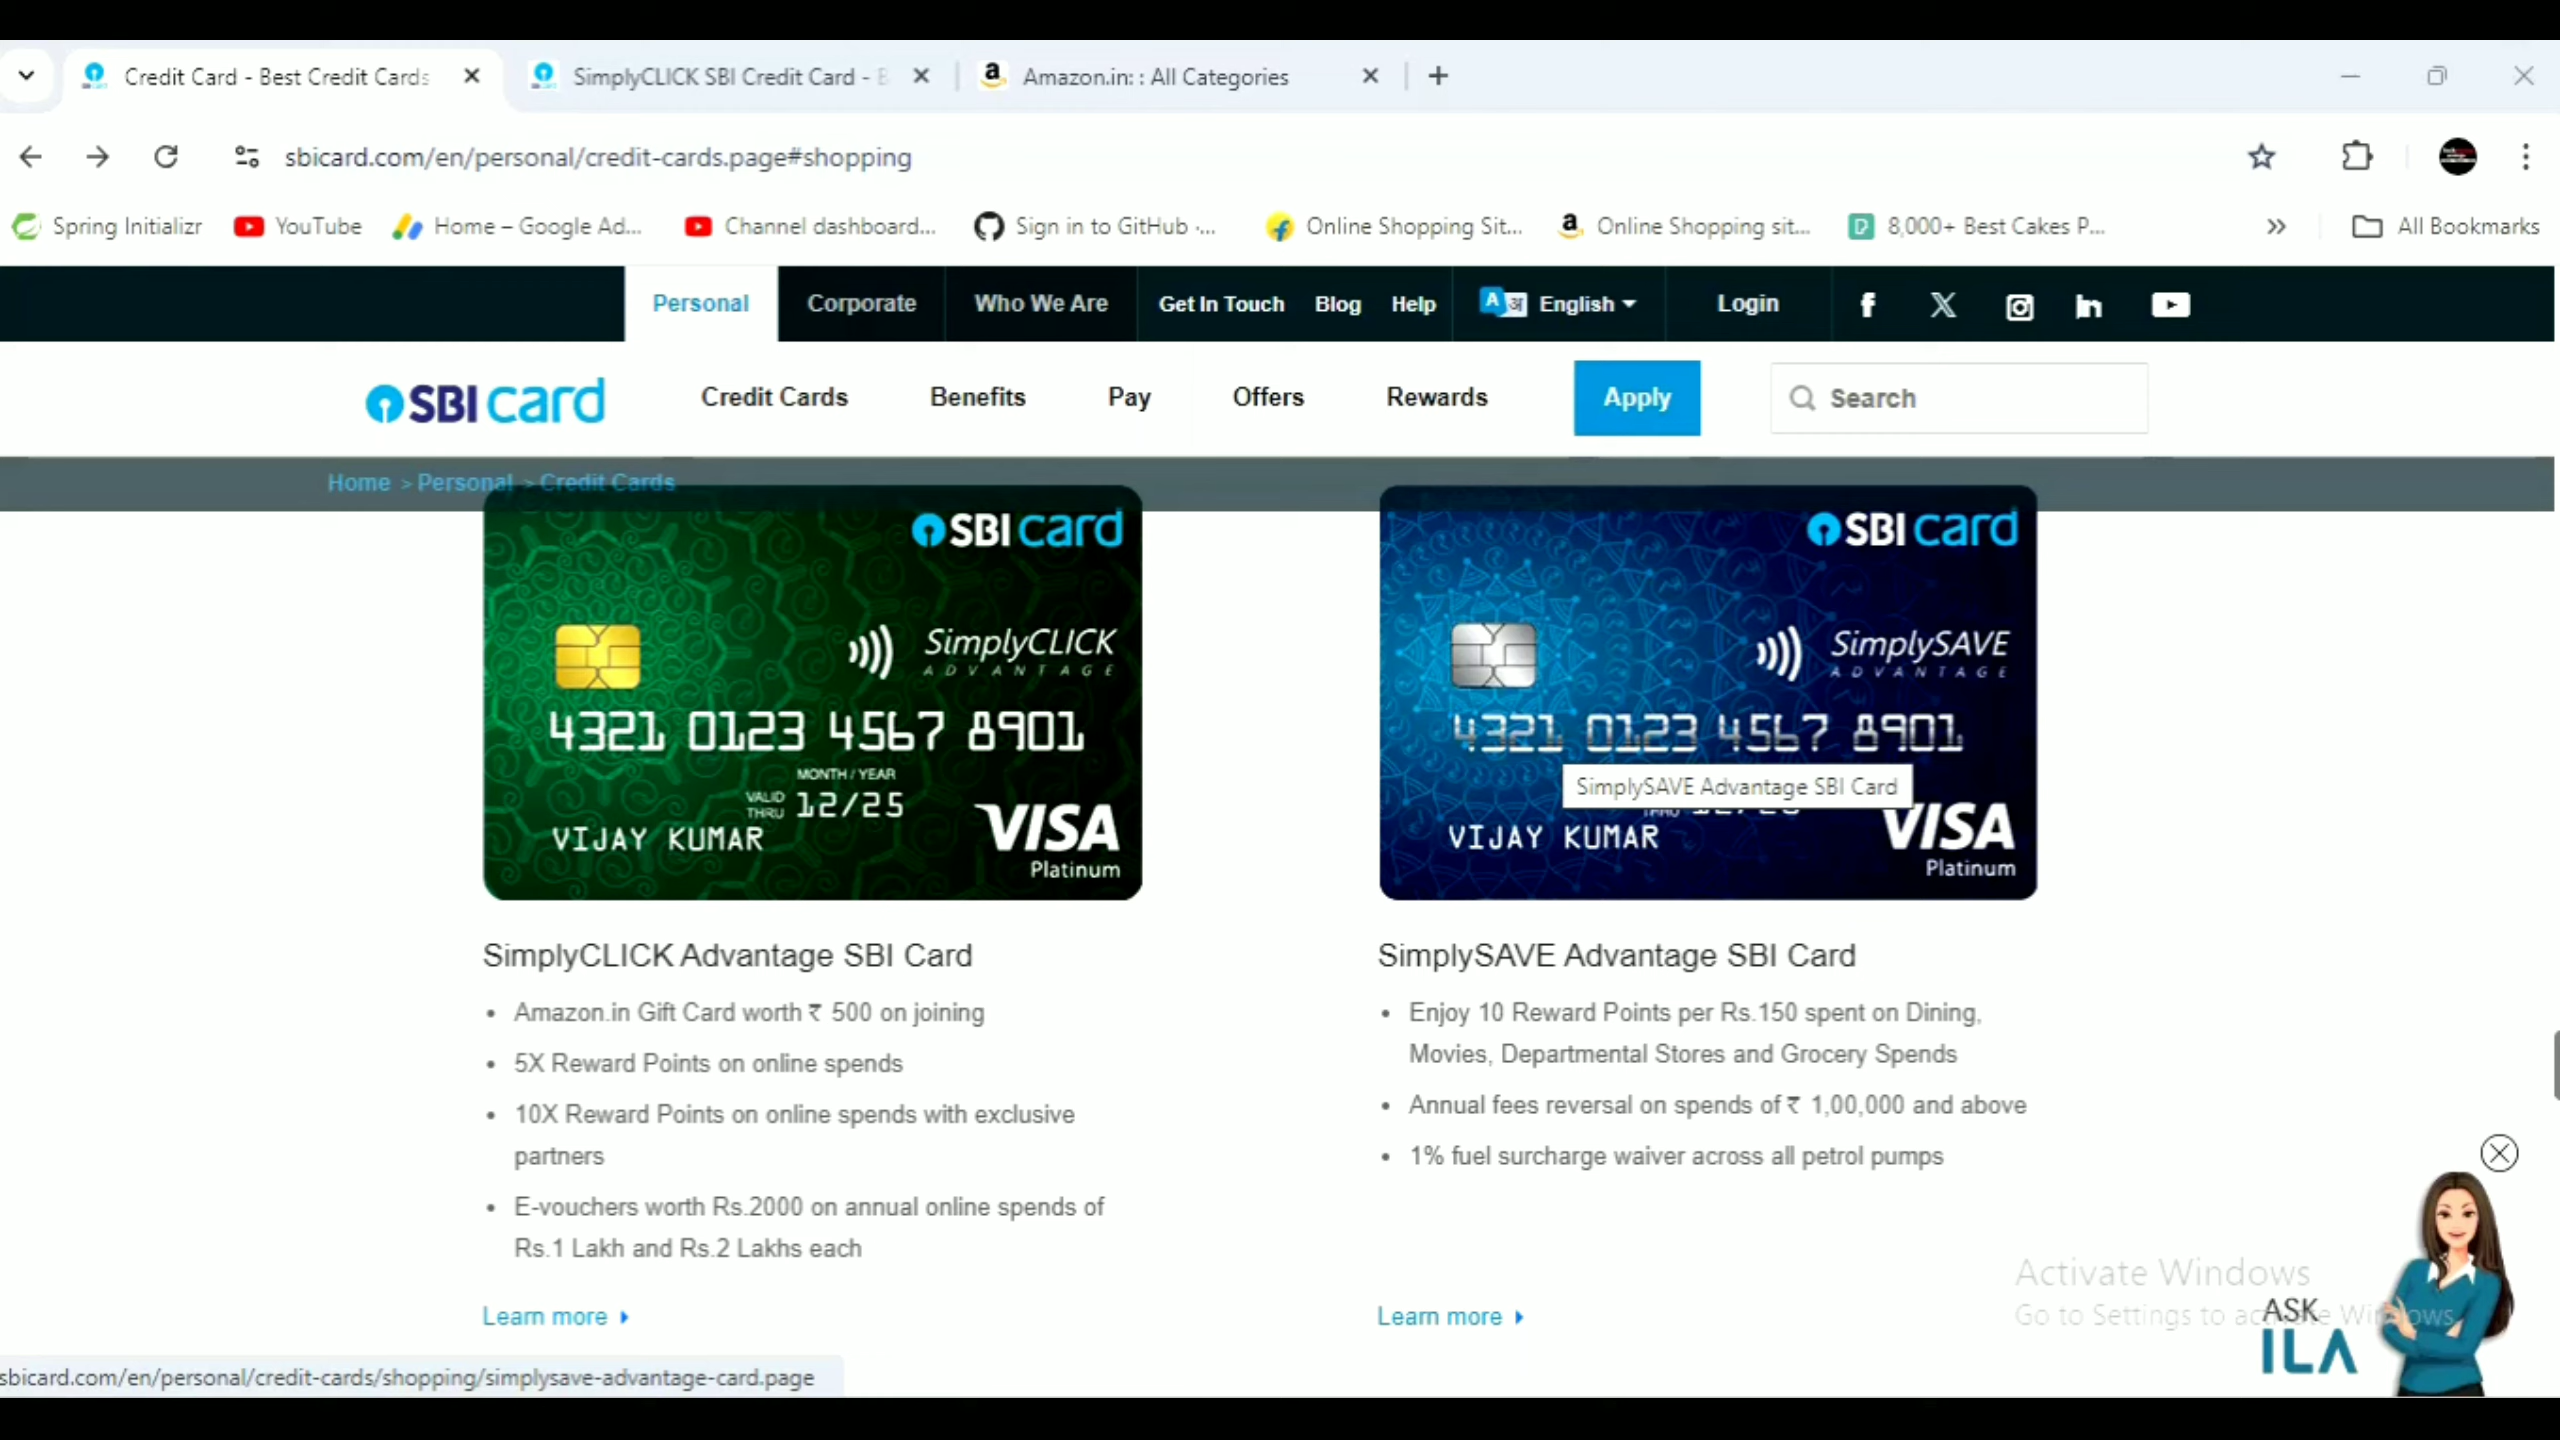 Credit Card - Best Credit Cards
SimplyCLICK SBI Credit Card - B
Amazon.in: : All Categories
sbicard.com/en/personal/credit-cards.page#shopping
Spring Initializr
YouTube
Home – Google Ad...
Channel dashboard...
Sign in to GitHub ·...
Online Shopping Sit...
Online Shopping sit...
8,000+ Best Cakes P...
All Bookmarks
Personal
Corporate
Who We Are
Get In Touch
Blog
Help
A अ English
Login
SBI card
Credit Cards
Benefits
Pay
Offers
Rewards
Apply
Search
Home > Personal > Credit Cards
SBI card
SimplyCLICK
ADVANTAGE
4321 0123 4567 8901
MONTH / YEAR
VALID THRU 12/25
VIJAY KUMAR
VISA
Platinum
SBI card
SimplySAVE
ADVANTAGE
4321 0123 4567 8901
SimplySAVE Advantage SBI Card
VIJAY KUMAR
VISA
Platinum
SimplyCLICK Advantage SBI Card
• Amazon.in Gift Card worth ₹ 500 on joining
• 5X Reward Points on online spends
• 10X Reward Points on online spends with exclusive
partners
• E-vouchers worth Rs.2000 on annual online spends of
Rs.1 Lakh and Rs.2 Lakhs each
Learn more
SimplySAVE Advantage SBI Card
• Enjoy 10 Reward Points per Rs.150 spent on Dining,
Movies, Departmental Stores and Grocery Spends
• Annual fees reversal on spends of ₹ 1,00,000 and above
• 1% fuel surcharge waiver across all petrol pumps
Learn more
Activate Windows
Go to Settings to activate Windows.
ASK
ILA
sbicard.com/en/personal/credit-cards/shopping/simplysave-advantage-card.page